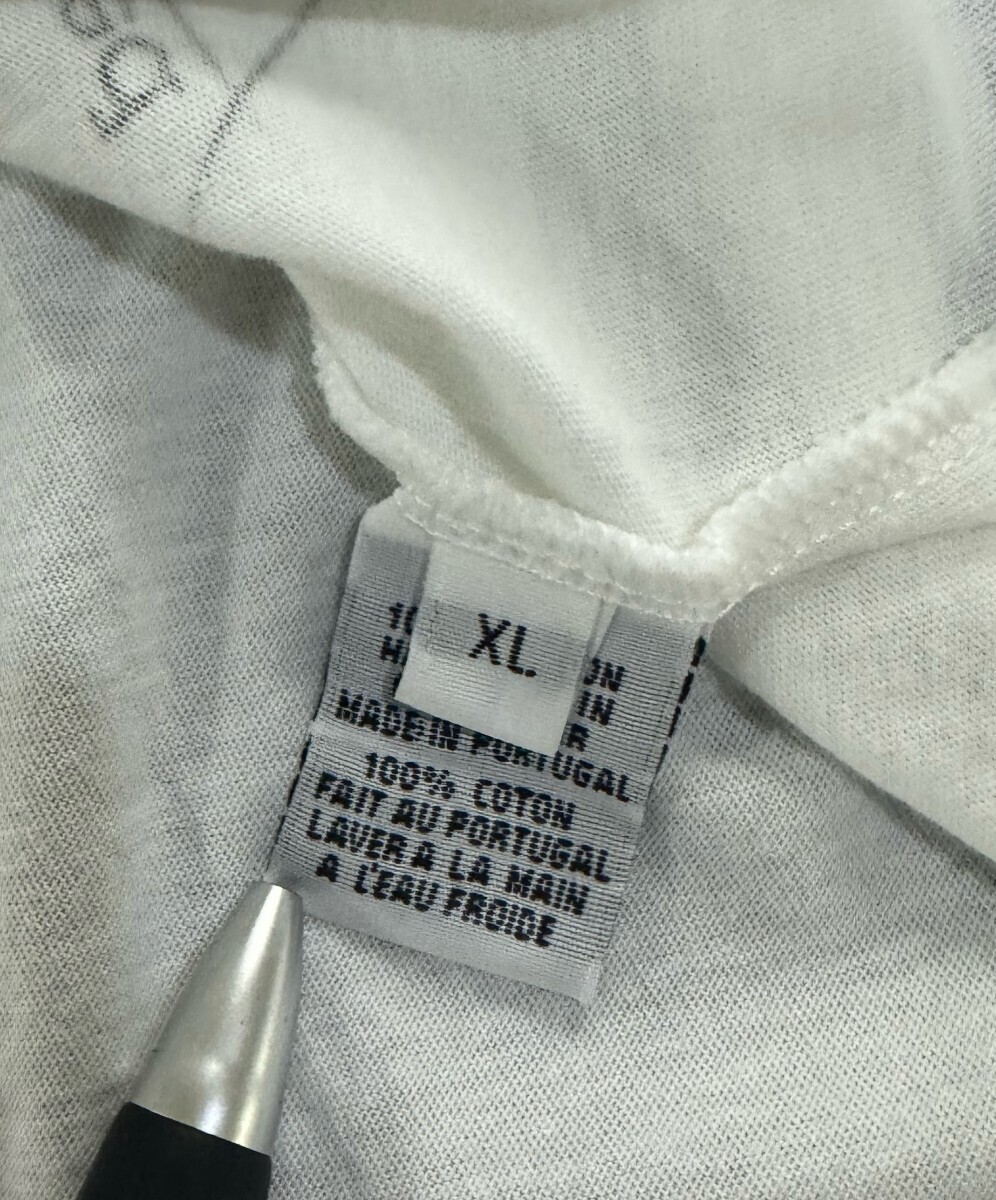 XL
MADE IN PORTUGAL
100% COTON
FAIT AU PORTUGAL
LAVER A LA MAIN
A L'EAU FROIDE